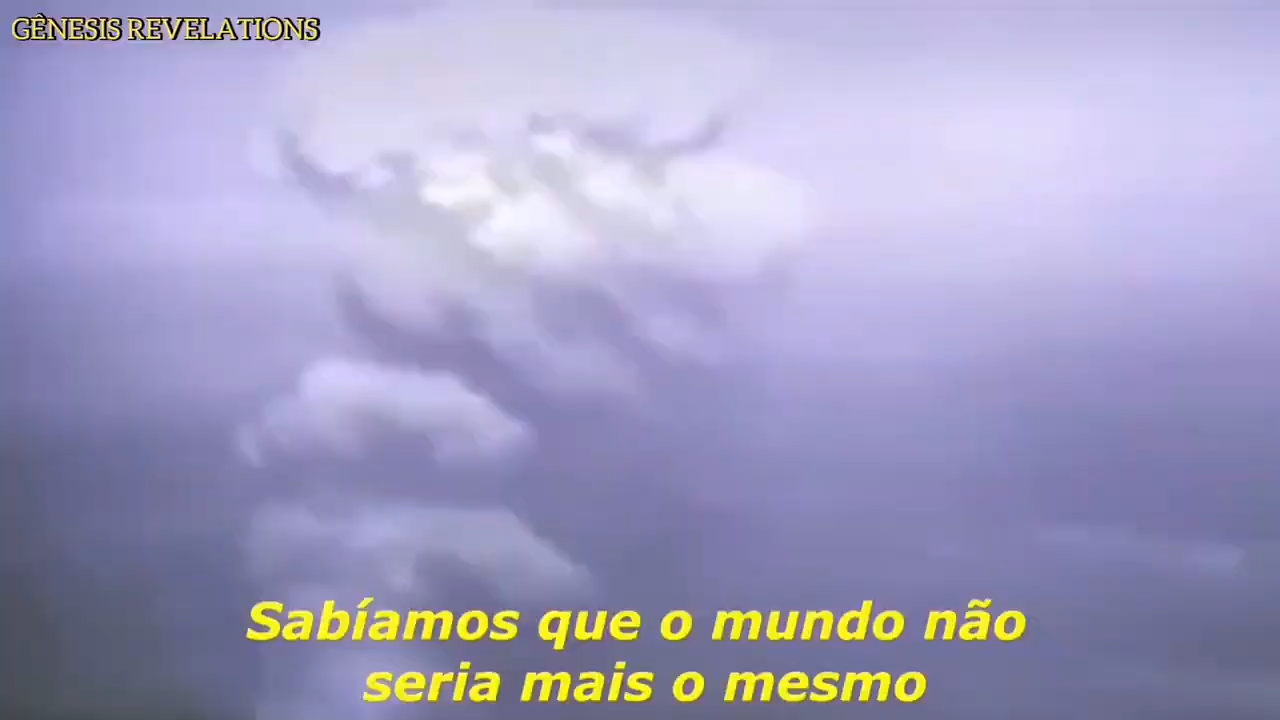 GÊNESIS REVELATIONS
Sabíamos que o mundo não
seria mais o mesmo